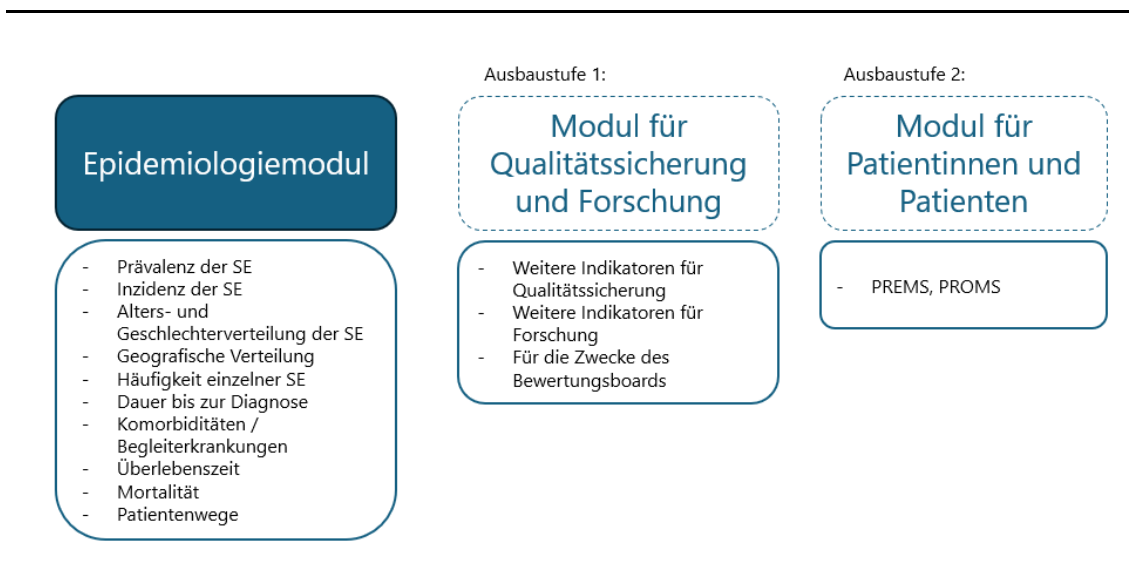 Epidemiologiemodul
- Prävalenz der SE
- Inzidenz der SE
- Alters- und
Geschlechterverteilung der SE
- Geografische Verteilung
- Häufigkeit einzelner SE
- Dauer bis zur Diagnose
- Komorbiditäten /
Begleiterkrankungen
- Überlebenszeit
- Mortalität
- Patientenwege
Ausbaustufe 1:
Modul für
Qualitätssicherung
und Forschung
- Weitere Indikatoren für
Qualitätssicherung
- Weitere Indikatoren für
Forschung
- Für die Zwecke des
Bewertungsboards
Ausbaustufe 2:
Modul für
Patientinnen und
Patienten
- PREMS, PROMS